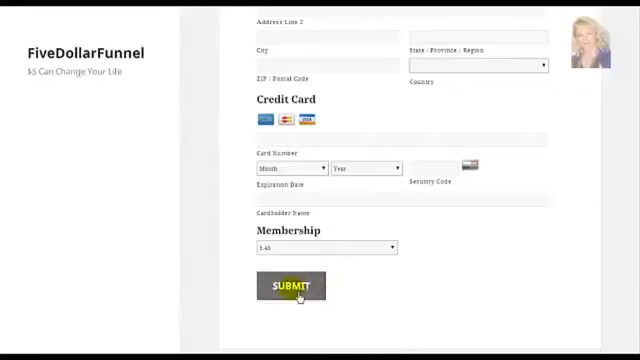 FiveDollarFunnel
$5 Can Change Your Life
Address Line 2
City
State / Province / Region
ZIP / Postal Code
Country
Credit Card
VISA
Card Number
Month
Year
Expiration Date
Security Code
Cardholder Name
Membership
SUBMIT